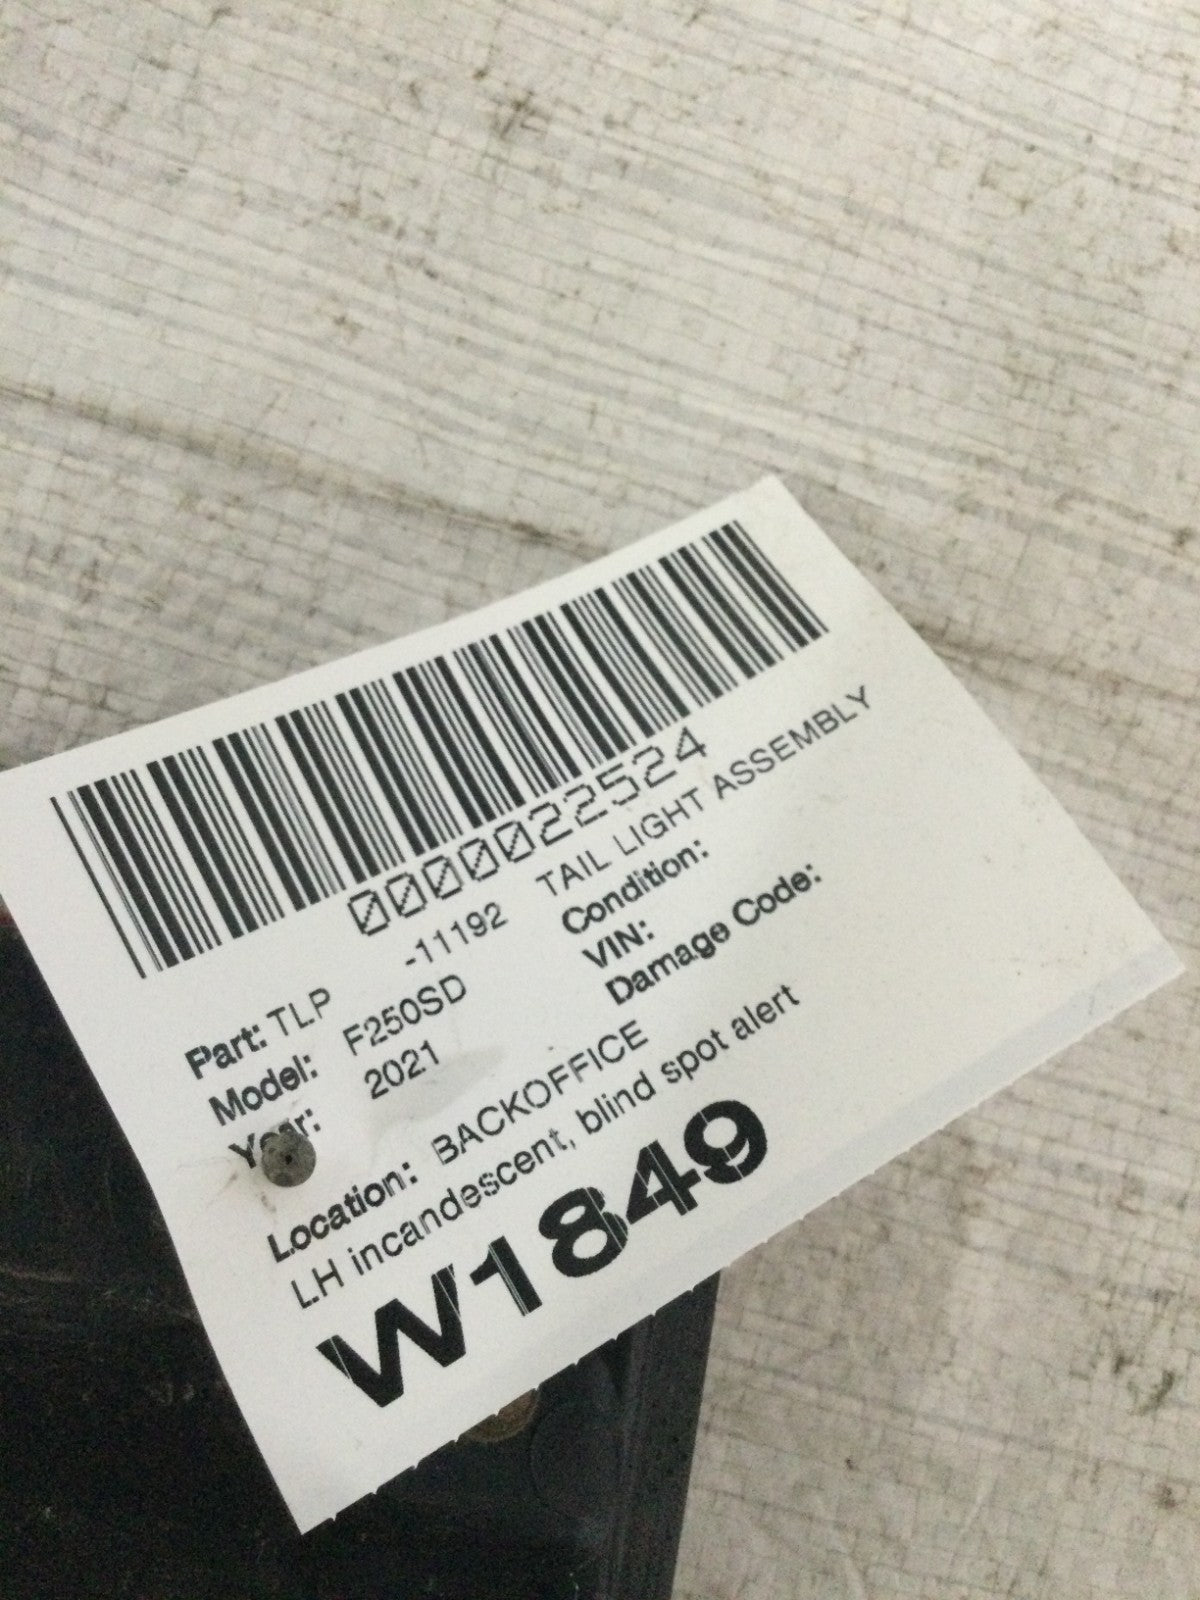 0000022524
Part: TLP -11192 TAIL LIGHT ASSEMBLY
Model: F250SD Condition:
Year: 2021 VIN:
Damage Code:
Location: BACKOFFICE
LH incandescent, blind spot alert
W1849